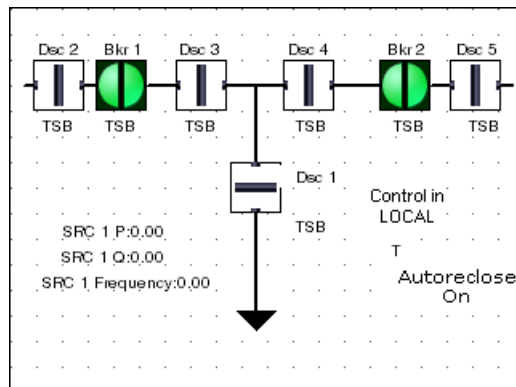 Dsc 2 Bkr 1 Dsc 3 Dsc 4 Bkr 2 Dsc 5
TSB TSB TSB TSB TSB TSB
Dsc 1
TSB
Control in
LOCAL
T
Autoreclose
On
SRC 1 P:0.00
SRC 1 Q:0.00
SRC 1 Frequency:0.00